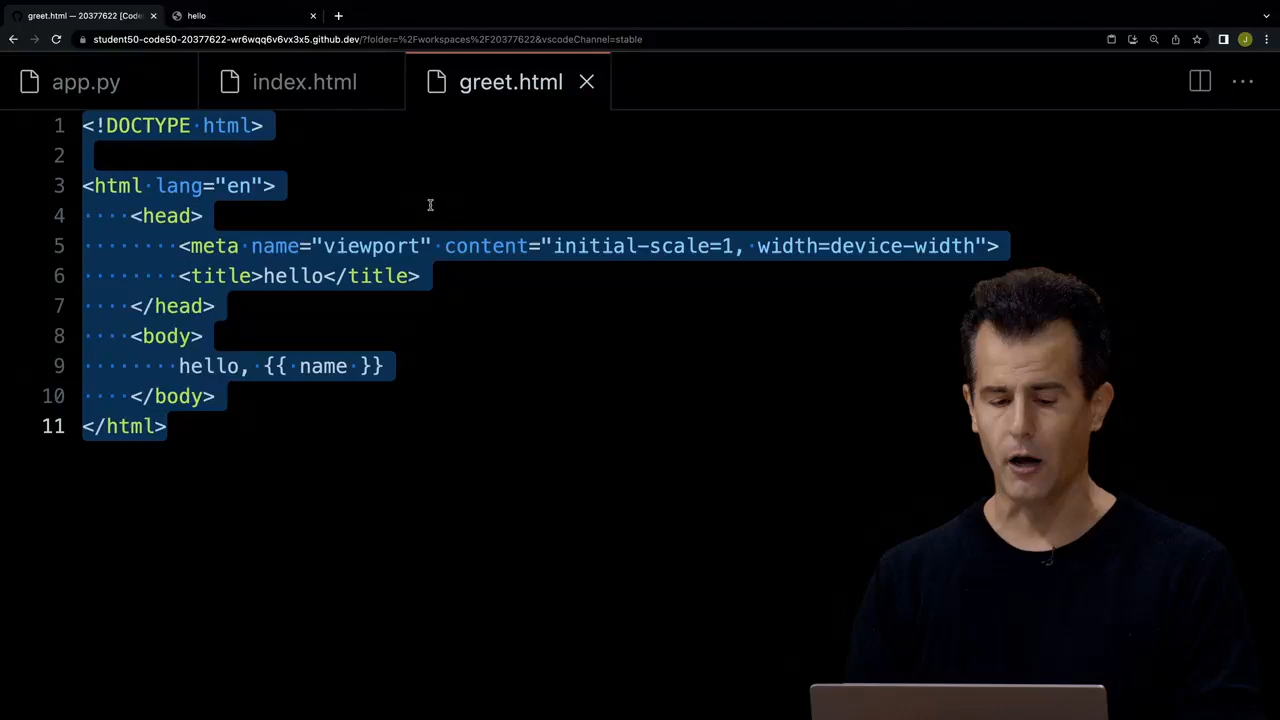 greet.html — 20377622 [Code
hello
student50-code50-20377622-wr6wqq6v6vx3x5.github.dev/?folder=%2Fworkspaces%2F20377622&vscodeChannel=stable
J
app.py
index.html
greet.html
1 <!DOCTYPE html>
2
3 <html lang="en">
4 <head>
5 <meta name="viewport" content="initial-scale=1, width=device-width">
6 <title>hello</title>
7 </head>
8 <body>
9 hello, {{ name }}
10 </body>
11 </html>